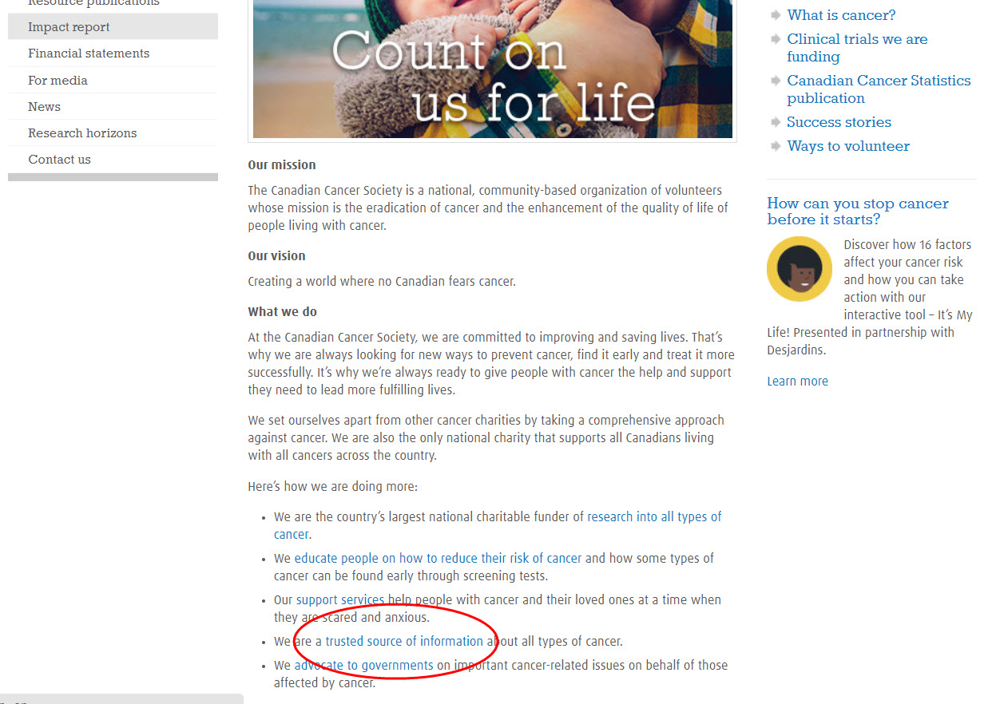 Resource publications
Impact report
Financial statements
For media
News
Research horizons
Contact us
Count on
us for life
Our mission
The Canadian Cancer Society is a national, community-based organization of volunteers
whose mission is the eradication of cancer and the enhancement of the quality of life of
people living with cancer.
Our vision
Creating a world where no Canadian fears cancer.
What we do
At the Canadian Cancer Society, we are committed to improving and saving lives. That’s
why we are always looking for new ways to prevent cancer, find it early and treat it more
successfully. It’s why we’re always ready to give people with cancer the help and support
they need to lead more fulfilling lives.
We set ourselves apart from other cancer charities by taking a comprehensive approach
against cancer. We are also the only national charity that supports all Canadians living
with all cancers across the country.
Here’s how we are doing more:
• We are the country’s largest national charitable funder of research into all types of
cancer.
• We educate people on how to reduce their risk of cancer and how some types of
cancer can be found early through screening tests.
• Our support services help people with cancer and their loved ones at a time when
they are scared and anxious.
• We are a trusted source of information about all types of cancer.
• We advocate to governments on important cancer-related issues on behalf of those
affected by cancer.
What is cancer?
Clinical trials we are
funding
Canadian Cancer Statistics
publication
Success stories
Ways to volunteer
How can you stop cancer
before it starts?
Discover how 16 factors
affect your cancer risk
and how you can take
action with our
interactive tool – It’s My
Life! Presented in partnership with
Desjardins.
Learn more